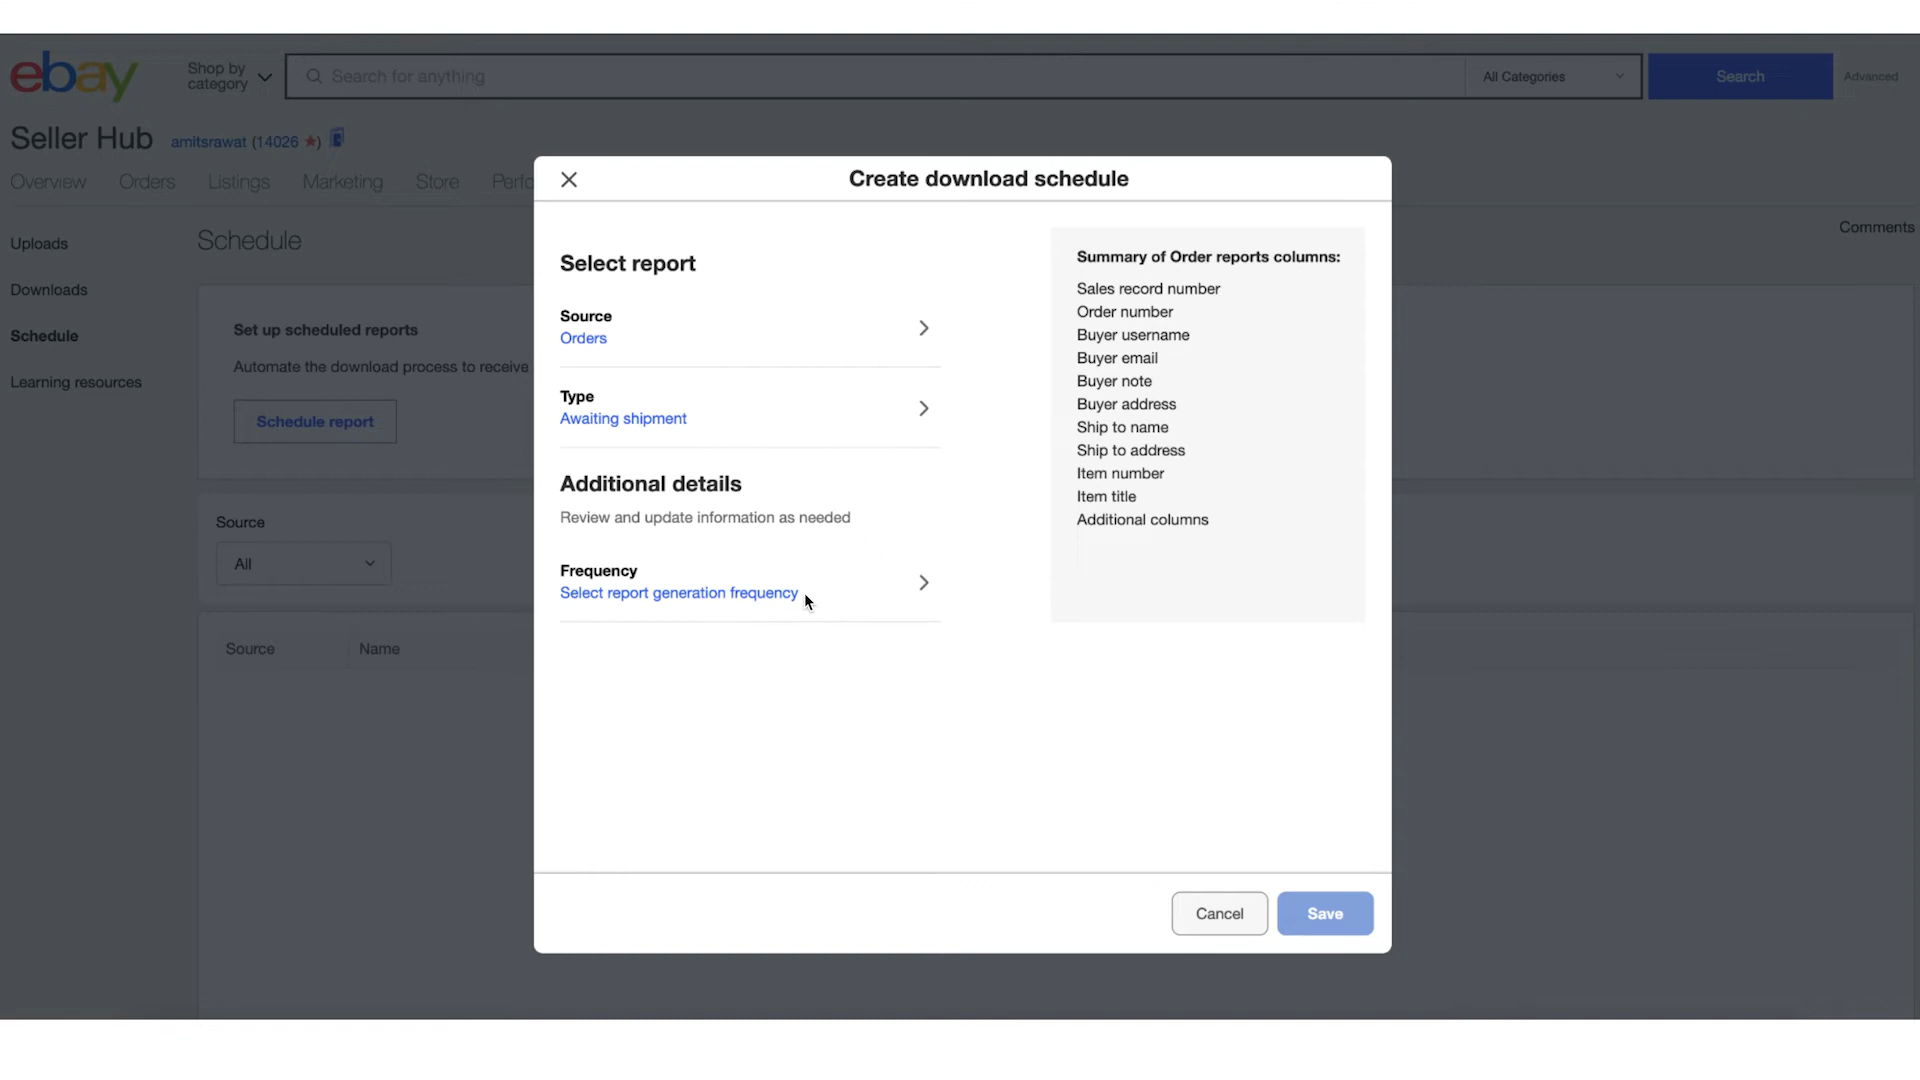 ebay
Shop by
category
Search for anything
All Categories
Search
Advanced
Seller Hub
amitsrawat (14026 ★)
Overview
Orders
Listings
Marketing
Store
Perfo
Uploads
Downloads
Schedule
Learning resources
Schedule
Comments
Set up scheduled reports
Automate the download process to receive
Schedule report
Source
All
Source
Name
Create download schedule
Select report
Source
Orders
Type
Awaiting shipment
Additional details
Review and update information as needed
Frequency
Select report generation frequency
Summary of Order reports columns:
Sales record number
Order number
Buyer username
Buyer email
Buyer note
Buyer address
Ship to name
Ship to address
Item number
Item title
Additional columns
Cancel
Save